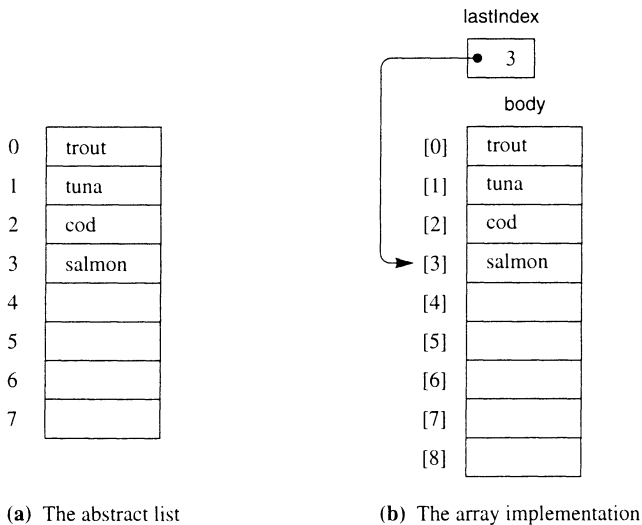 lastIndex
3
body
0 trout
1 tuna
2 cod
3 salmon
4
5
6
7
[0] trout
[1] tuna
[2] cod
[3] salmon
[4]
[5]
[6]
[7]
[8]
(a) The abstract list
(b) The array implementation